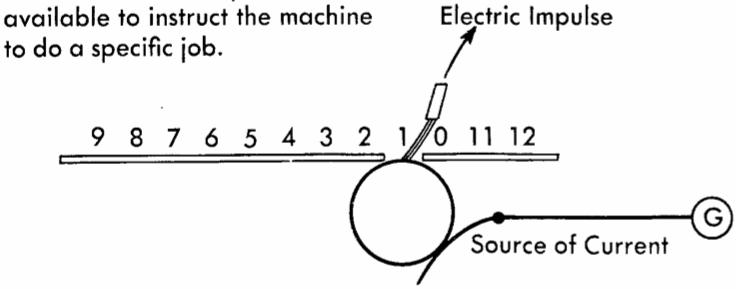 available to instruct the machine
to do a specific job.
Electric Impulse
9 8 7 6 5 4 3 2 1 0 11 12
G
Source of Current